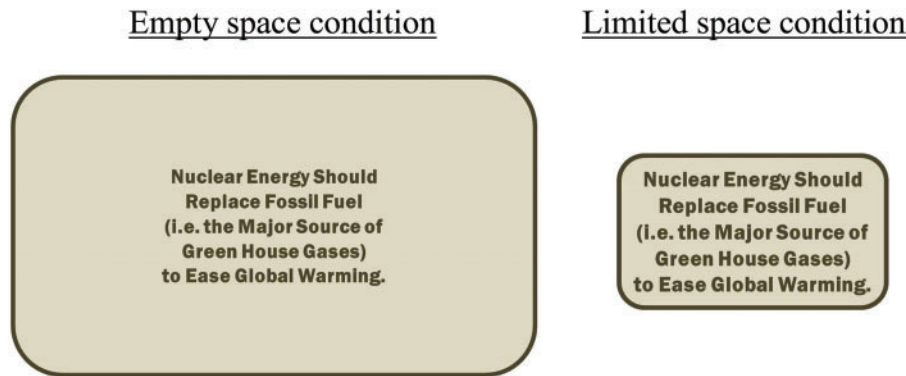 Empty space condition
Limited space condition
Nuclear Energy Should
Replace Fossil Fuel
(i.e. the Major Source of
Green House Gases)
to Ease Global Warming.
Nuclear Energy Should
Replace Fossil Fuel
(i.e. the Major Source of
Green House Gases)
to Ease Global Warming.